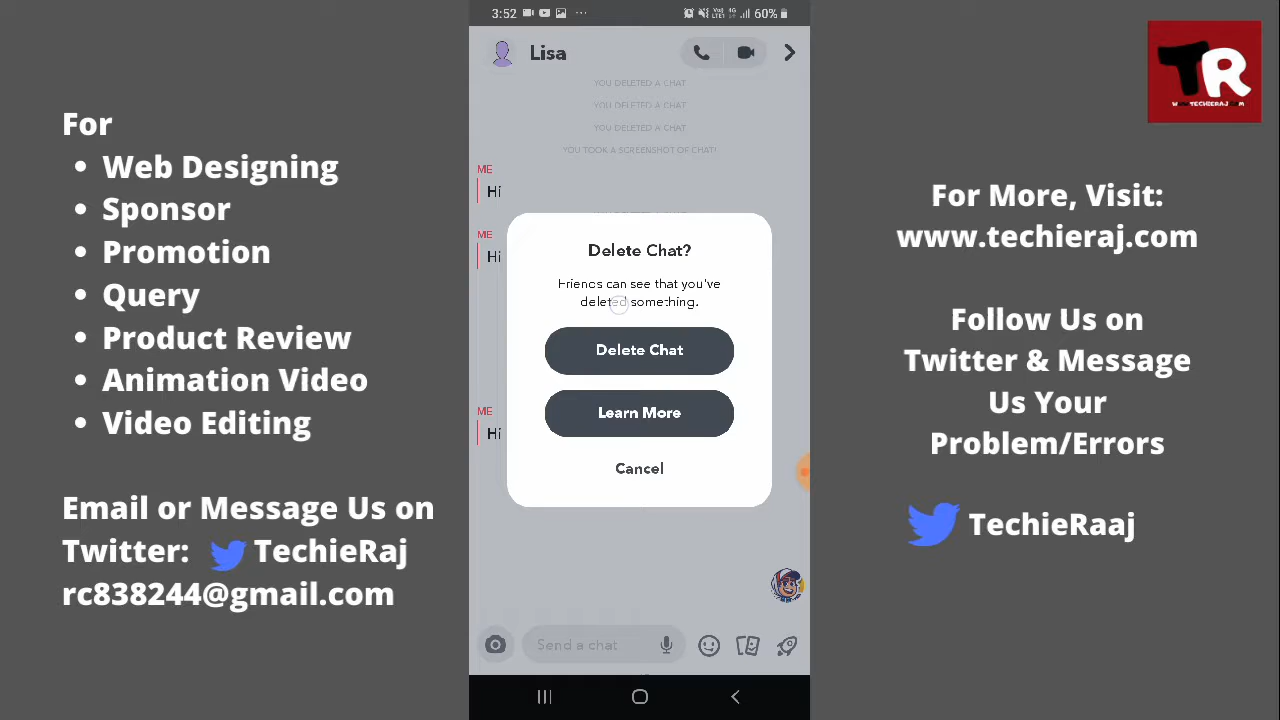 For
• Web Designing
• Sponsor
• Promotion
• Query
• Product Review
• Animation Video
• Video Editing
Email or Message Us on
Twitter: TechieRaj
rc838244@gmail.com
3:52 ... 60%
Lisa
YOU DELETED A CHAT
YOU DELETED A CHAT
YOU DELETED A CHAT
YOU TOOK A SCREENSHOT OF CHAT!
ME
Hi
ME
Hi
Delete Chat?
Friends can see that you've
deleted something.
Delete Chat
Learn More
Cancel
ME
Hi
Send a chat
TR
WWW.TECHIERAJ.COM
For More, Visit:
www.techieraj.com
Follow Us on
Twitter & Message
Us Your
Problem/Errors
TechieRaaj